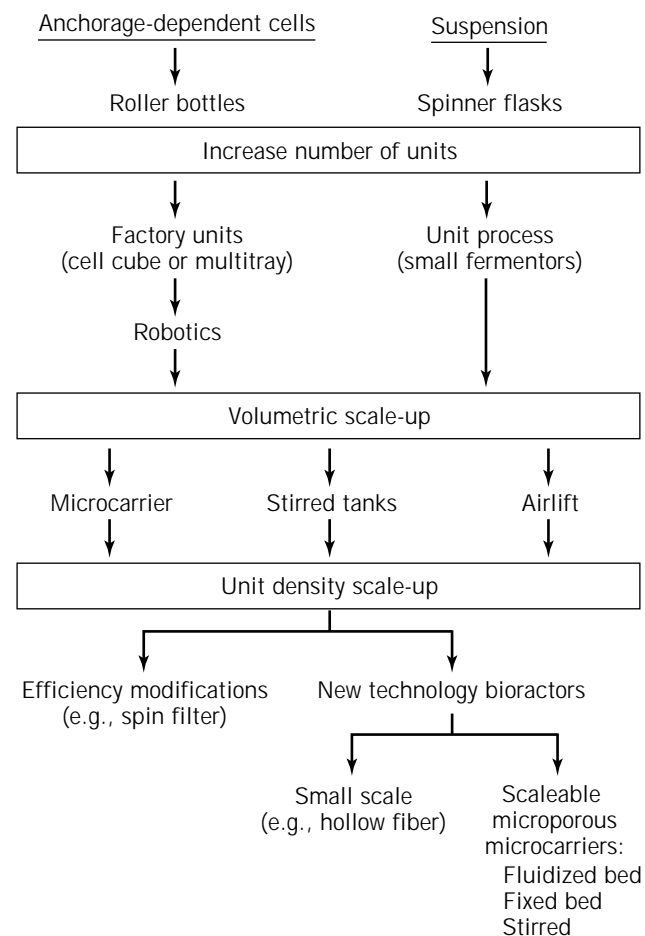 Anchorage-dependent cells
Suspension
Roller bottles
Spinner flasks
Increase number of units
Factory units
(cell cube or multitray)
Unit process
(small fermentors)
Robotics
Volumetric scale-up
Microcarrier
Stirred tanks
Airlift
Unit density scale-up
Efficiency modifications
(e.g., spin filter)
New technology bioractors
Small scale
(e.g., hollow fiber)
Scaleable
microporous
microcarriers:
Fluidized bed
Fixed bed
Stirred